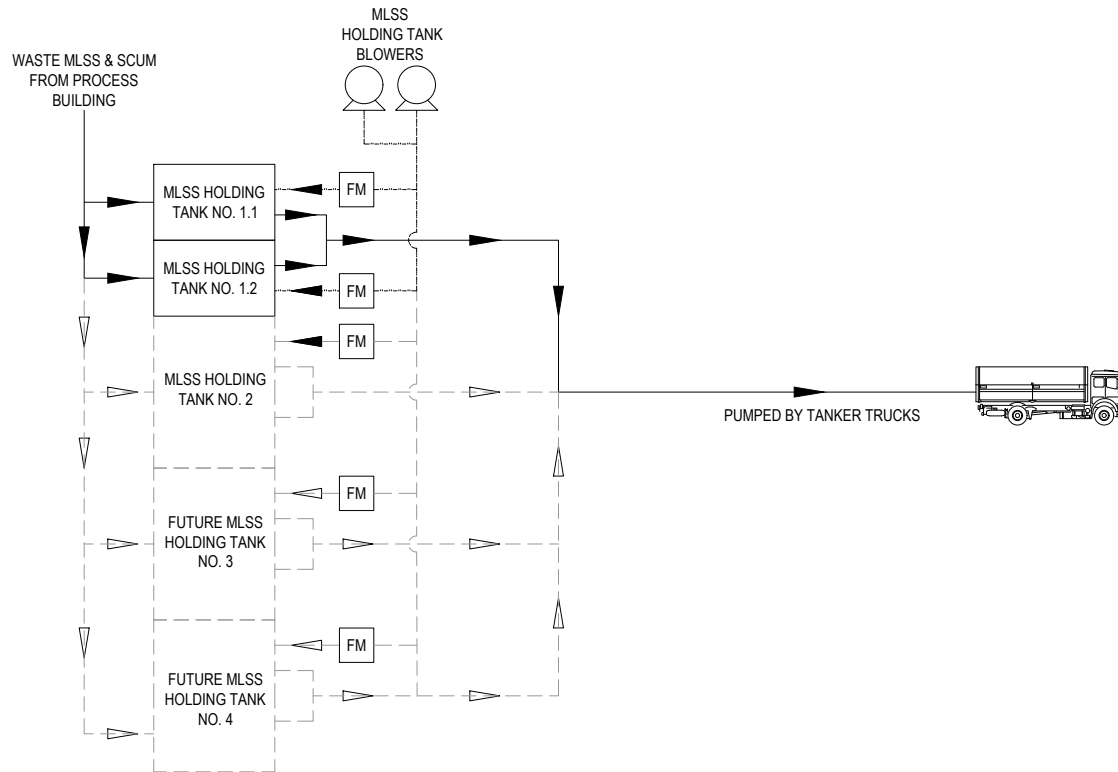 MLSS
HOLDING TANK
BLOWERS
WASTE MLSS & SCUM
FROM PROCESS
BUILDING
MLSS HOLDING
TANK NO. 1.1
FM
MLSS HOLDING
TANK NO. 1.2
FM
FM
MLSS HOLDING
TANK NO. 2
PUMPED BY TANKER TRUCKS
FM
FUTURE MLSS
HOLDING TANK
NO. 3
FM
FUTURE MLSS
HOLDING TANK
NO. 4